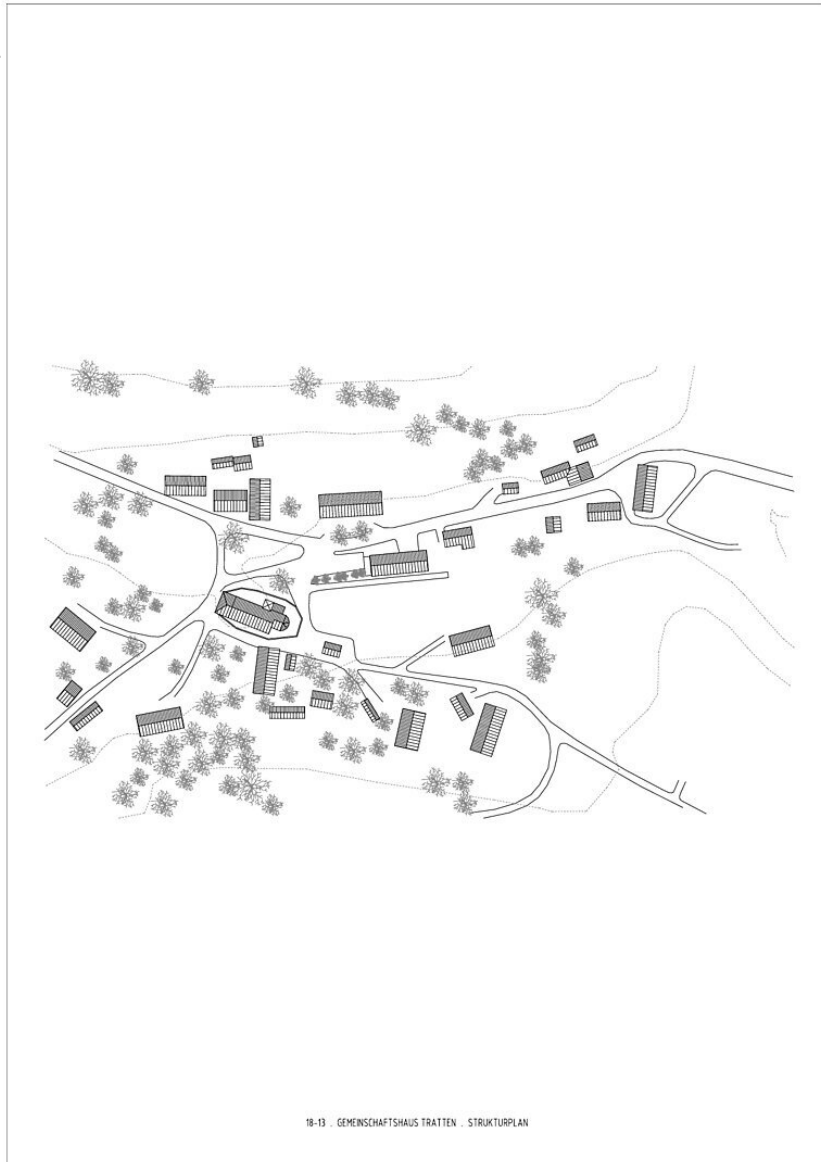 18-13 . GEMEINSCHAFTSHAUS TRATTEN . STRUKTURPLAN